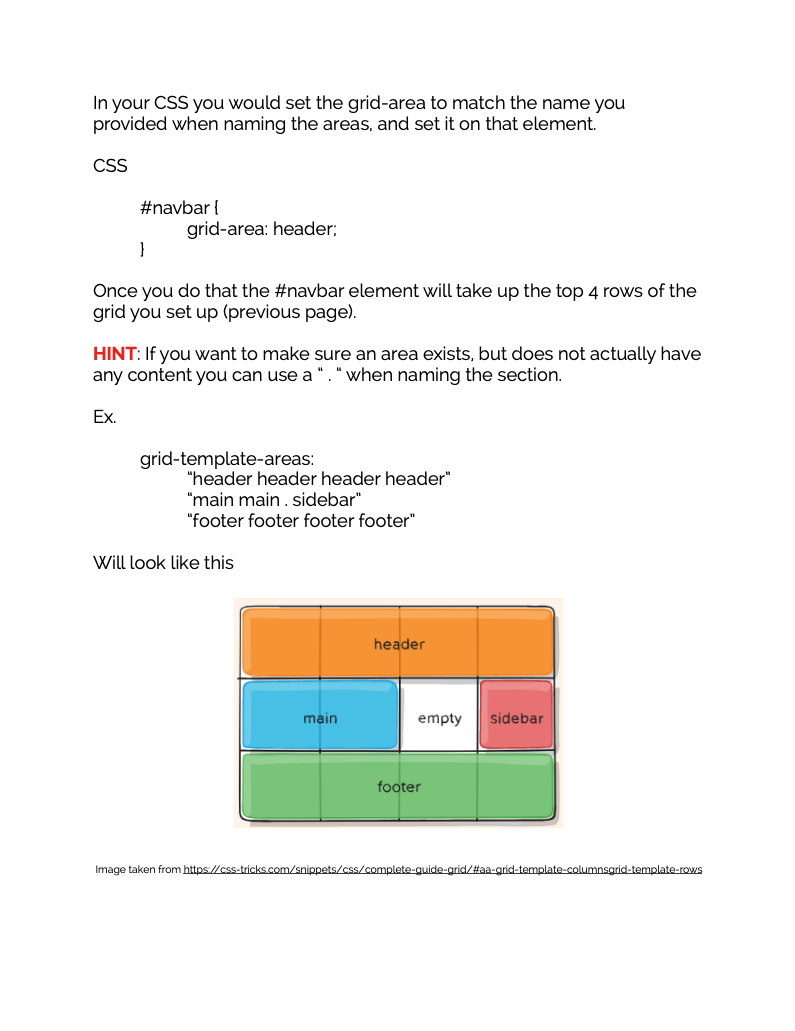 In your CSS you would set the grid-area to match the name you
provided when naming the areas, and set it on that element.
CSS
#navbar {
grid-area: header;
}
Once you do that the #navbar element will take up the top 4 rows of the
grid you set up (previous page).
HINT: If you want to make sure an area exists, but does not actually have
any content you can use a “ . “ when naming the section.
Ex.
grid-template-areas:
“header header header header”
“main main . sidebar”
“footer footer footer footer”
Will look like this
header
main empty sidebar
footer
Image taken from https://css-tricks.com/snippets/css/complete-guide-grid/#aa-grid-template-columnsgrid-template-rows